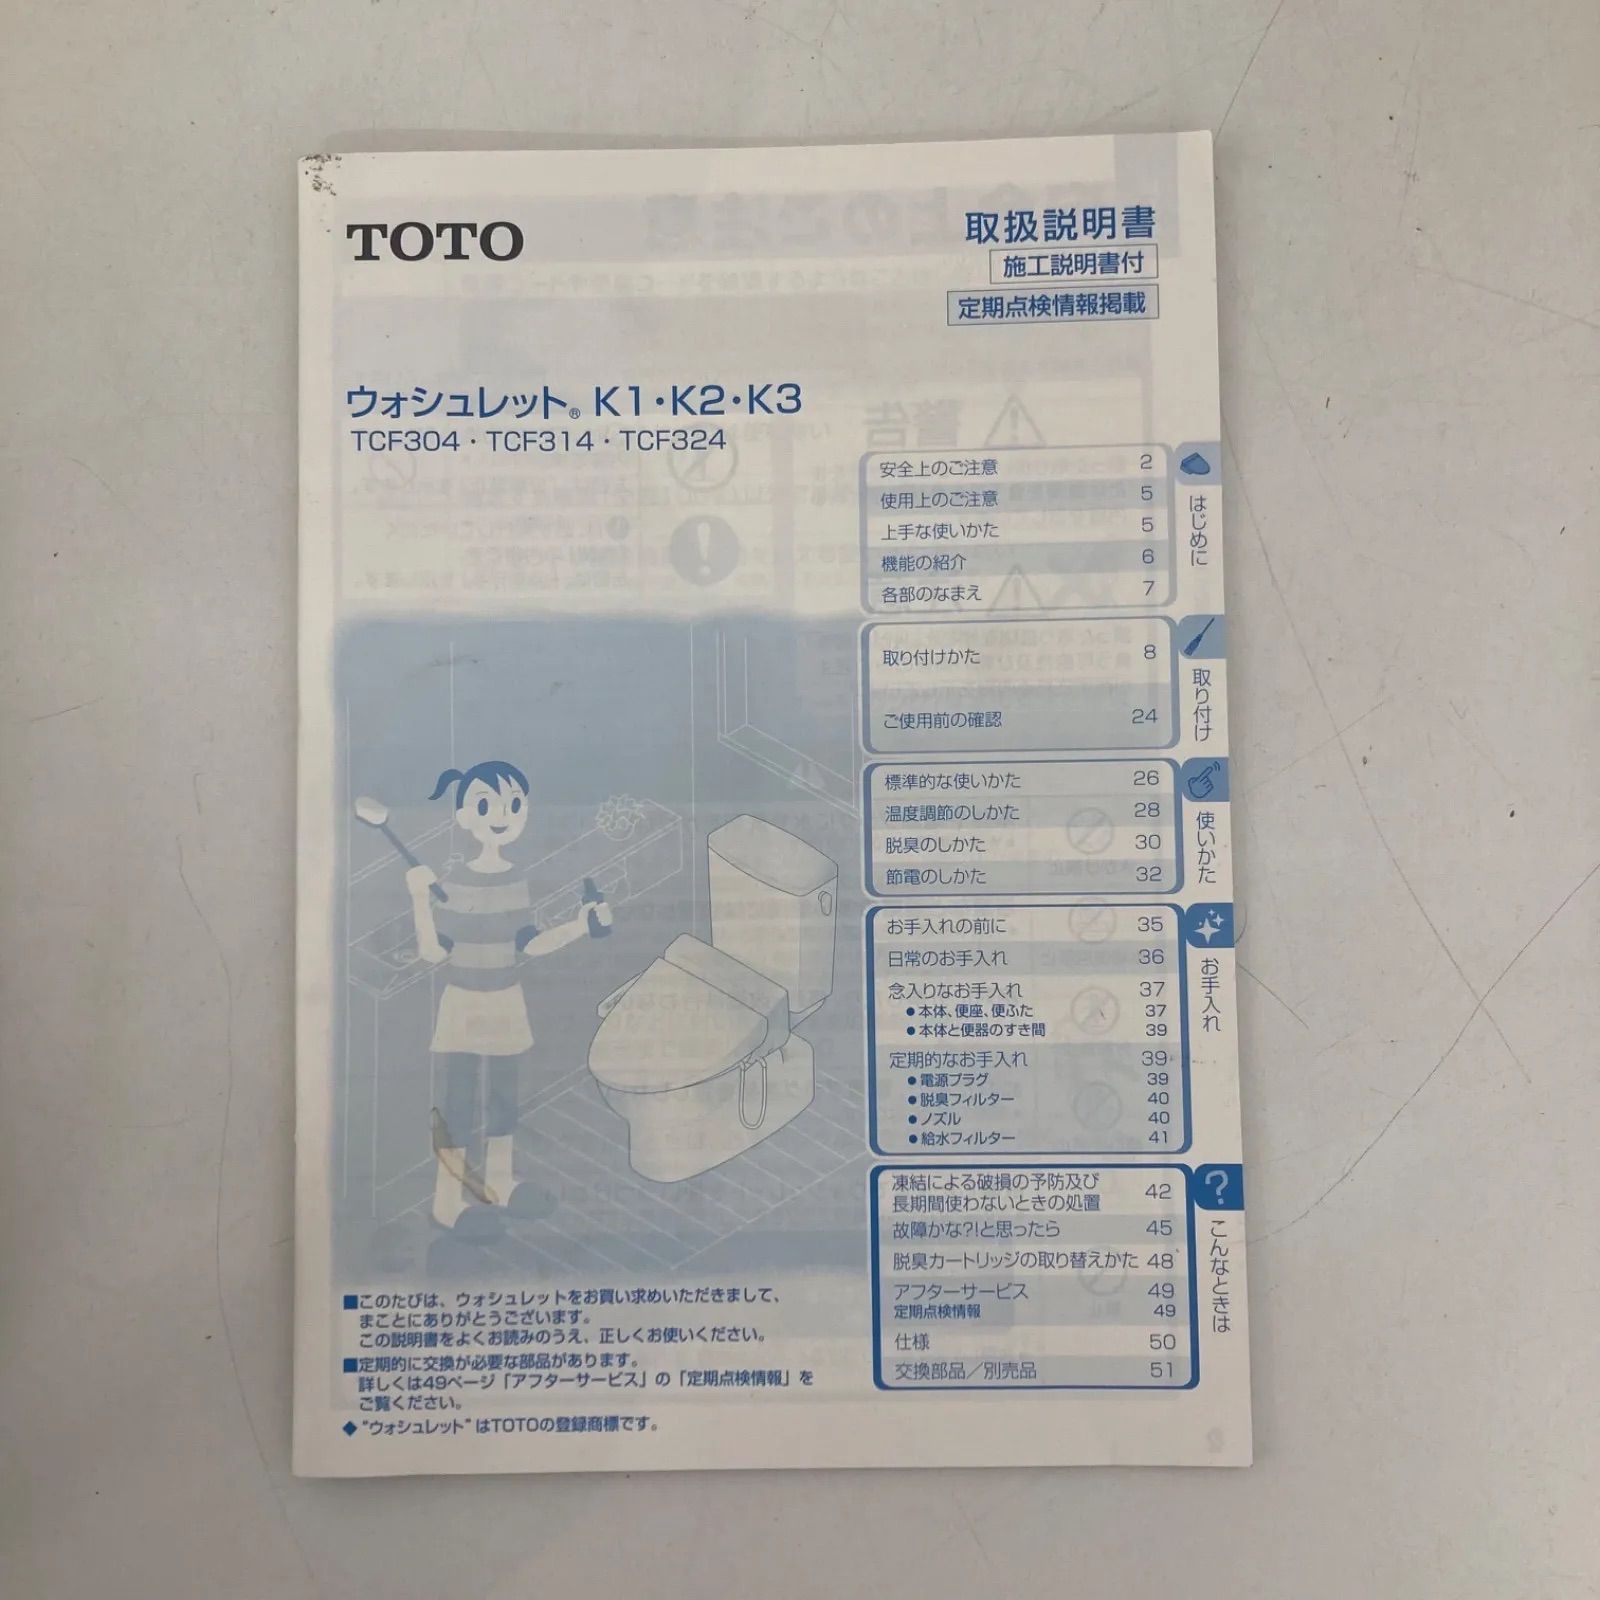 TOTO
取扱説明書
施工説明書付
定期点検情報掲載
ウォシュレット® K1・K2・K3
TCF304・TCF314・TCF324
はじめに
安全上のご注意 2
使用上のご注意 5
上手な使いかた 5
機能の紹介 6
各部のなまえ 7
取り付け
取り付けかた 8
ご使用前の確認 24
使いかた
標準的な使いかた 26
温度調節のしかた 28
脱臭のしかた 30
節電のしかた 32
お手入れ
お手入れの前に 35
日常のお手入れ 36
念入りなお手入れ 37
●本体、便座、便ふた 37
●本体と便器のすき間 39
定期的なお手入れ 39
●電源プラグ 39
●脱臭フィルター 40
●ノズル 40
●給水フィルター 41
?
こんなときは
凍結による破損の予防及び
長期間使わないときの処置 42
故障かな?!と思ったら 45
脱臭カートリッジの取り替えかた 48
アフターサービス 49
定期点検情報 49
仕様 50
交換部品／別売品 51
■このたびは、ウォシュレットをお買い求めいただきまして、
まことにありがとうございます。
この説明書をよくお読みのうえ、正しくお使いください。
■定期的に交換が必要な部品があります。
詳しくは49ページ「アフターサービス」の「定期点検情報」を
ご覧ください。
◆“ウォシュレット”はTOTOの登録商標です。